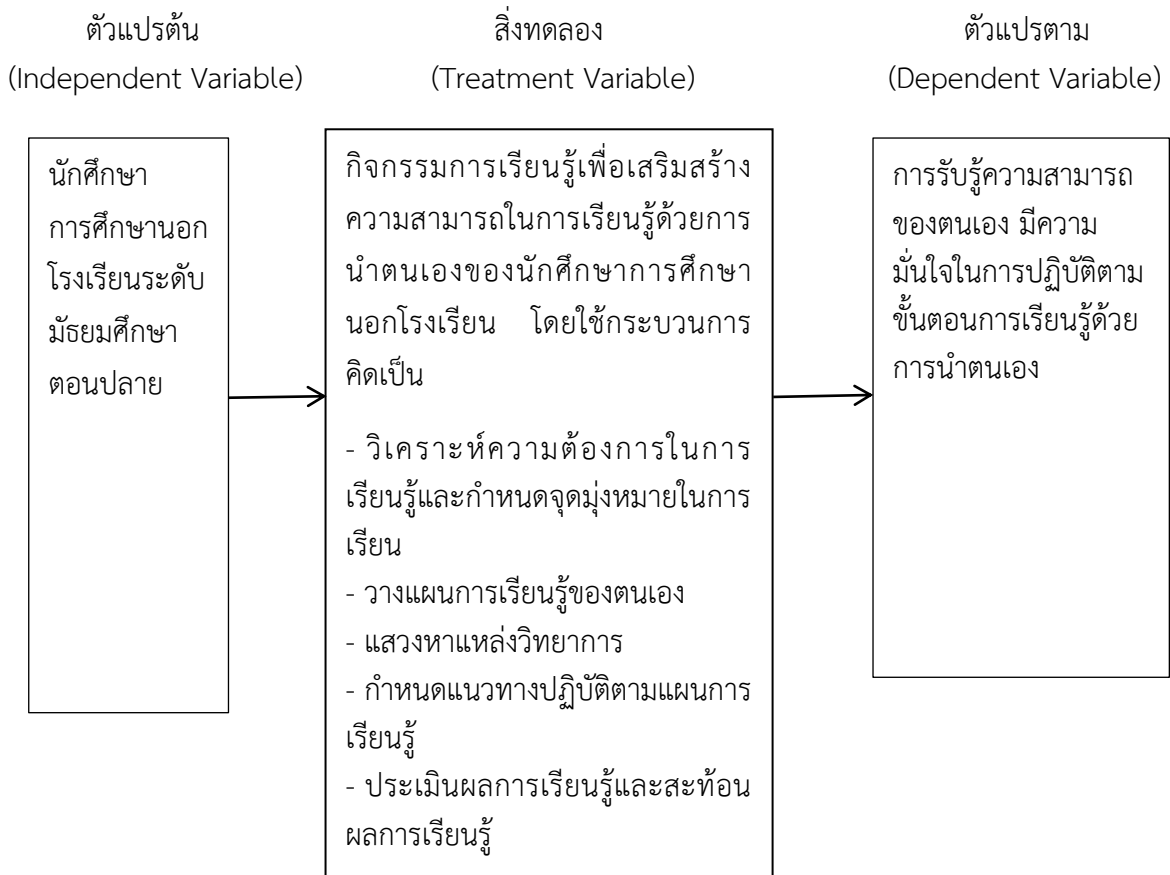 ตัวแปรต้น
(Independent Variable)
สิ่งทดลอง
(Treatment Variable)
ตัวแปรตาม
(Dependent Variable)
นักศึกษา
การศึกษานอก
โรงเรียนระดับ
มัธยมศึกษา
ตอนปลาย
กิจกรรมการเรียนรู้เพื่อเสริมสร้าง
ความสามารถในการเรียนรู้ด้วยการ
นำตนเองของนักศึกษาการศึกษา
นอกโรงเรียน โดยใช้กระบวนการ
คิดเป็น
- วิเคราะห์ความต้องการในการ
เรียนรู้และกำหนดจุดมุ่งหมายในการ
เรียน
- วางแผนการเรียนรู้ของตนเอง
- แสวงหาแหล่งวิทยาการ
- กำหนดแนวทางปฏิบัติตามแผนการ
เรียนรู้
- ประเมินผลการเรียนรู้และสะท้อน
ผลการเรียนรู้
การรับรู้ความสามารถ
ของตนเอง มีความ
มั่นใจในการปฏิบัติตาม
ขั้นตอนการเรียนรู้ด้วย
การนำตนเอง